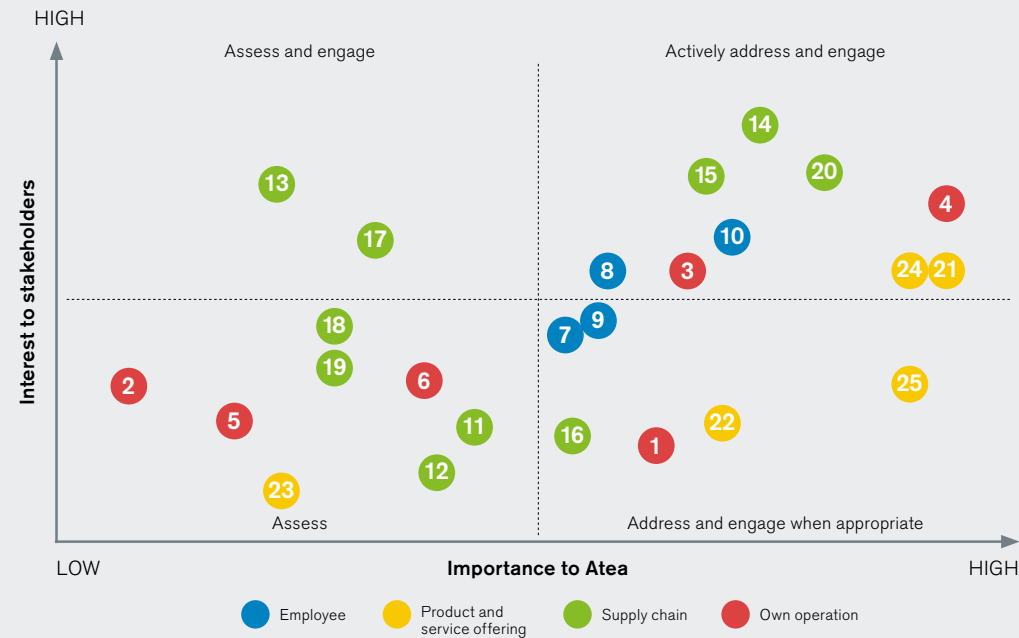 HIGH
Assess and engage
Actively address and engage
14
20
15
13
4
10
17
8
3
24
21
Interest to stakeholders
9
18
7
19
6
25
2
5
22
11
16
1
12
23
Assess
Address and engage when appropriate
LOW
Importance to Atea
HIGH
Employee
Product and
service offering
Supply chain
Own operation